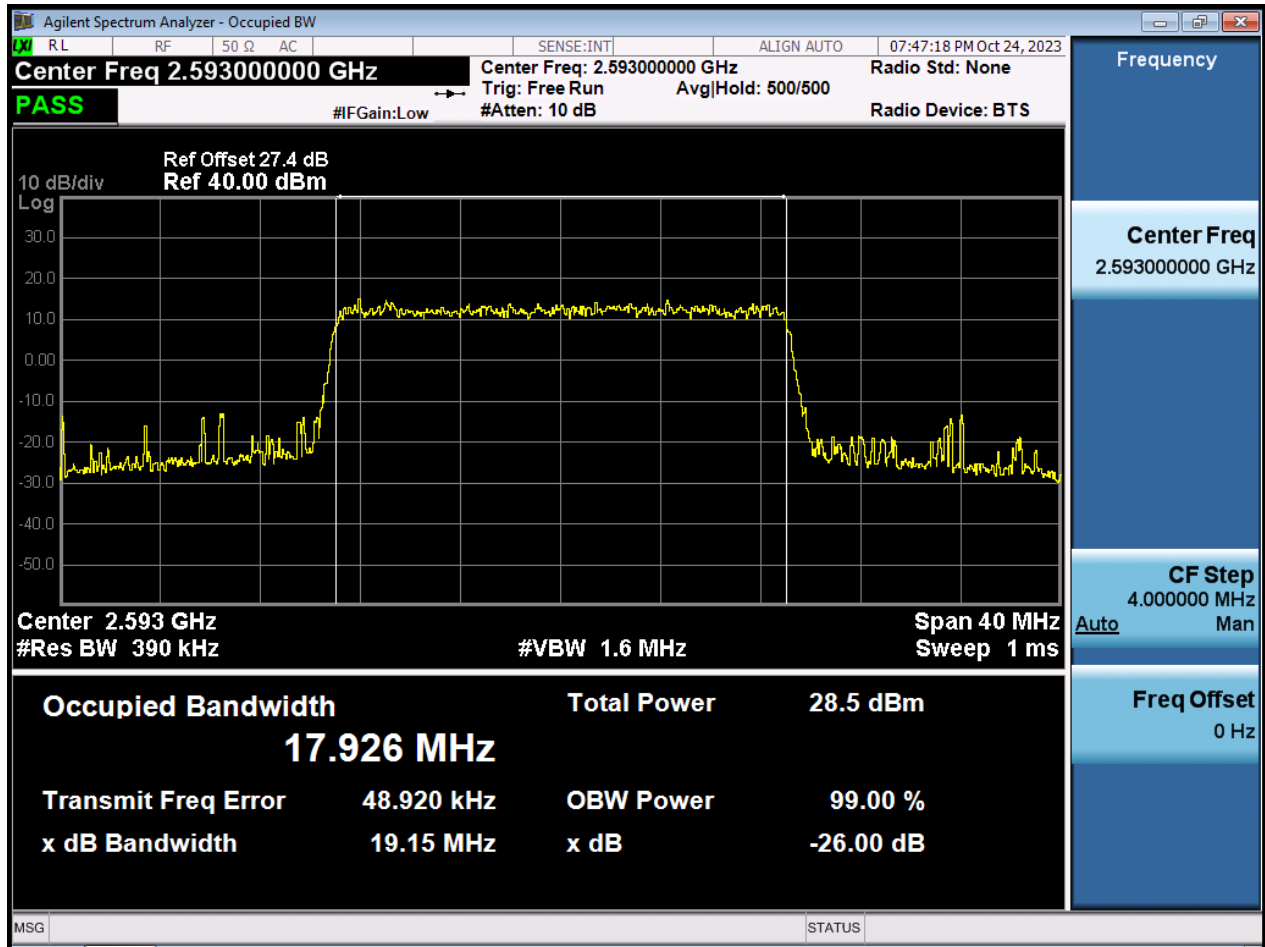 Agilent Spectrum Analyzer - Occupied BW
LXI RL RF 50 Ω AC SENSE:INT ALIGN AUTO 07:47:18 PM Oct 24, 2023
Center Freq 2.593000000 GHz
PASS
#IFGain:Low
Center Freq: 2.593000000 GHz
Trig: Free Run Avg|Hold: 500/500
#Atten: 10 dB
Radio Std: None
Radio Device: BTS
Ref Offset 27.4 dB
10 dB/div Ref 40.00 dBm
Log
30.0
20.0
10.0
0.00
-10.0
-20.0
-30.0
-40.0
-50.0
Center 2.593 GHz Span 40 MHz
#Res BW 390 kHz #VBW 1.6 MHz Sweep 1 ms
Occupied Bandwidth Total Power 28.5 dBm
17.926 MHz
Transmit Freq Error 48.920 kHz OBW Power 99.00 %
x dB Bandwidth 19.15 MHz x dB -26.00 dB
MSG STATUS
Frequency
Center Freq
2.593000000 GHz
CF Step
4.000000 MHz
Auto Man
Freq Offset
0 Hz